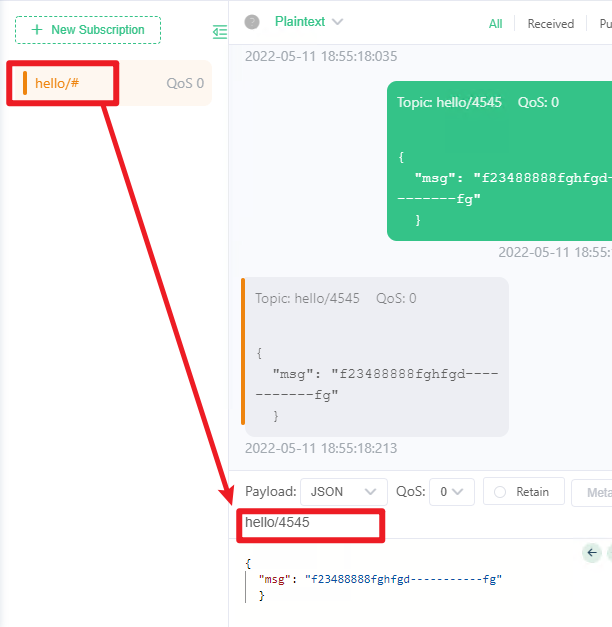 + New Subscription
Plaintext
All
Received
Pu
hello/#
QoS 0
2022-05-11 18:55:18:035
Topic: hello/4545 QoS: 0
{
"msg": "f23488888fghfgd-
-------fg"
}
2022-05-11 18:55:
Topic: hello/4545 QoS: 0
{
"msg": "f23488888fghfgd----
-------fg"
}
2022-05-11 18:55:18:213
Payload: JSON QoS: 0 Retain Meta
hello/4545
{
"msg": "f23488888fghfgd-----------fg"
}